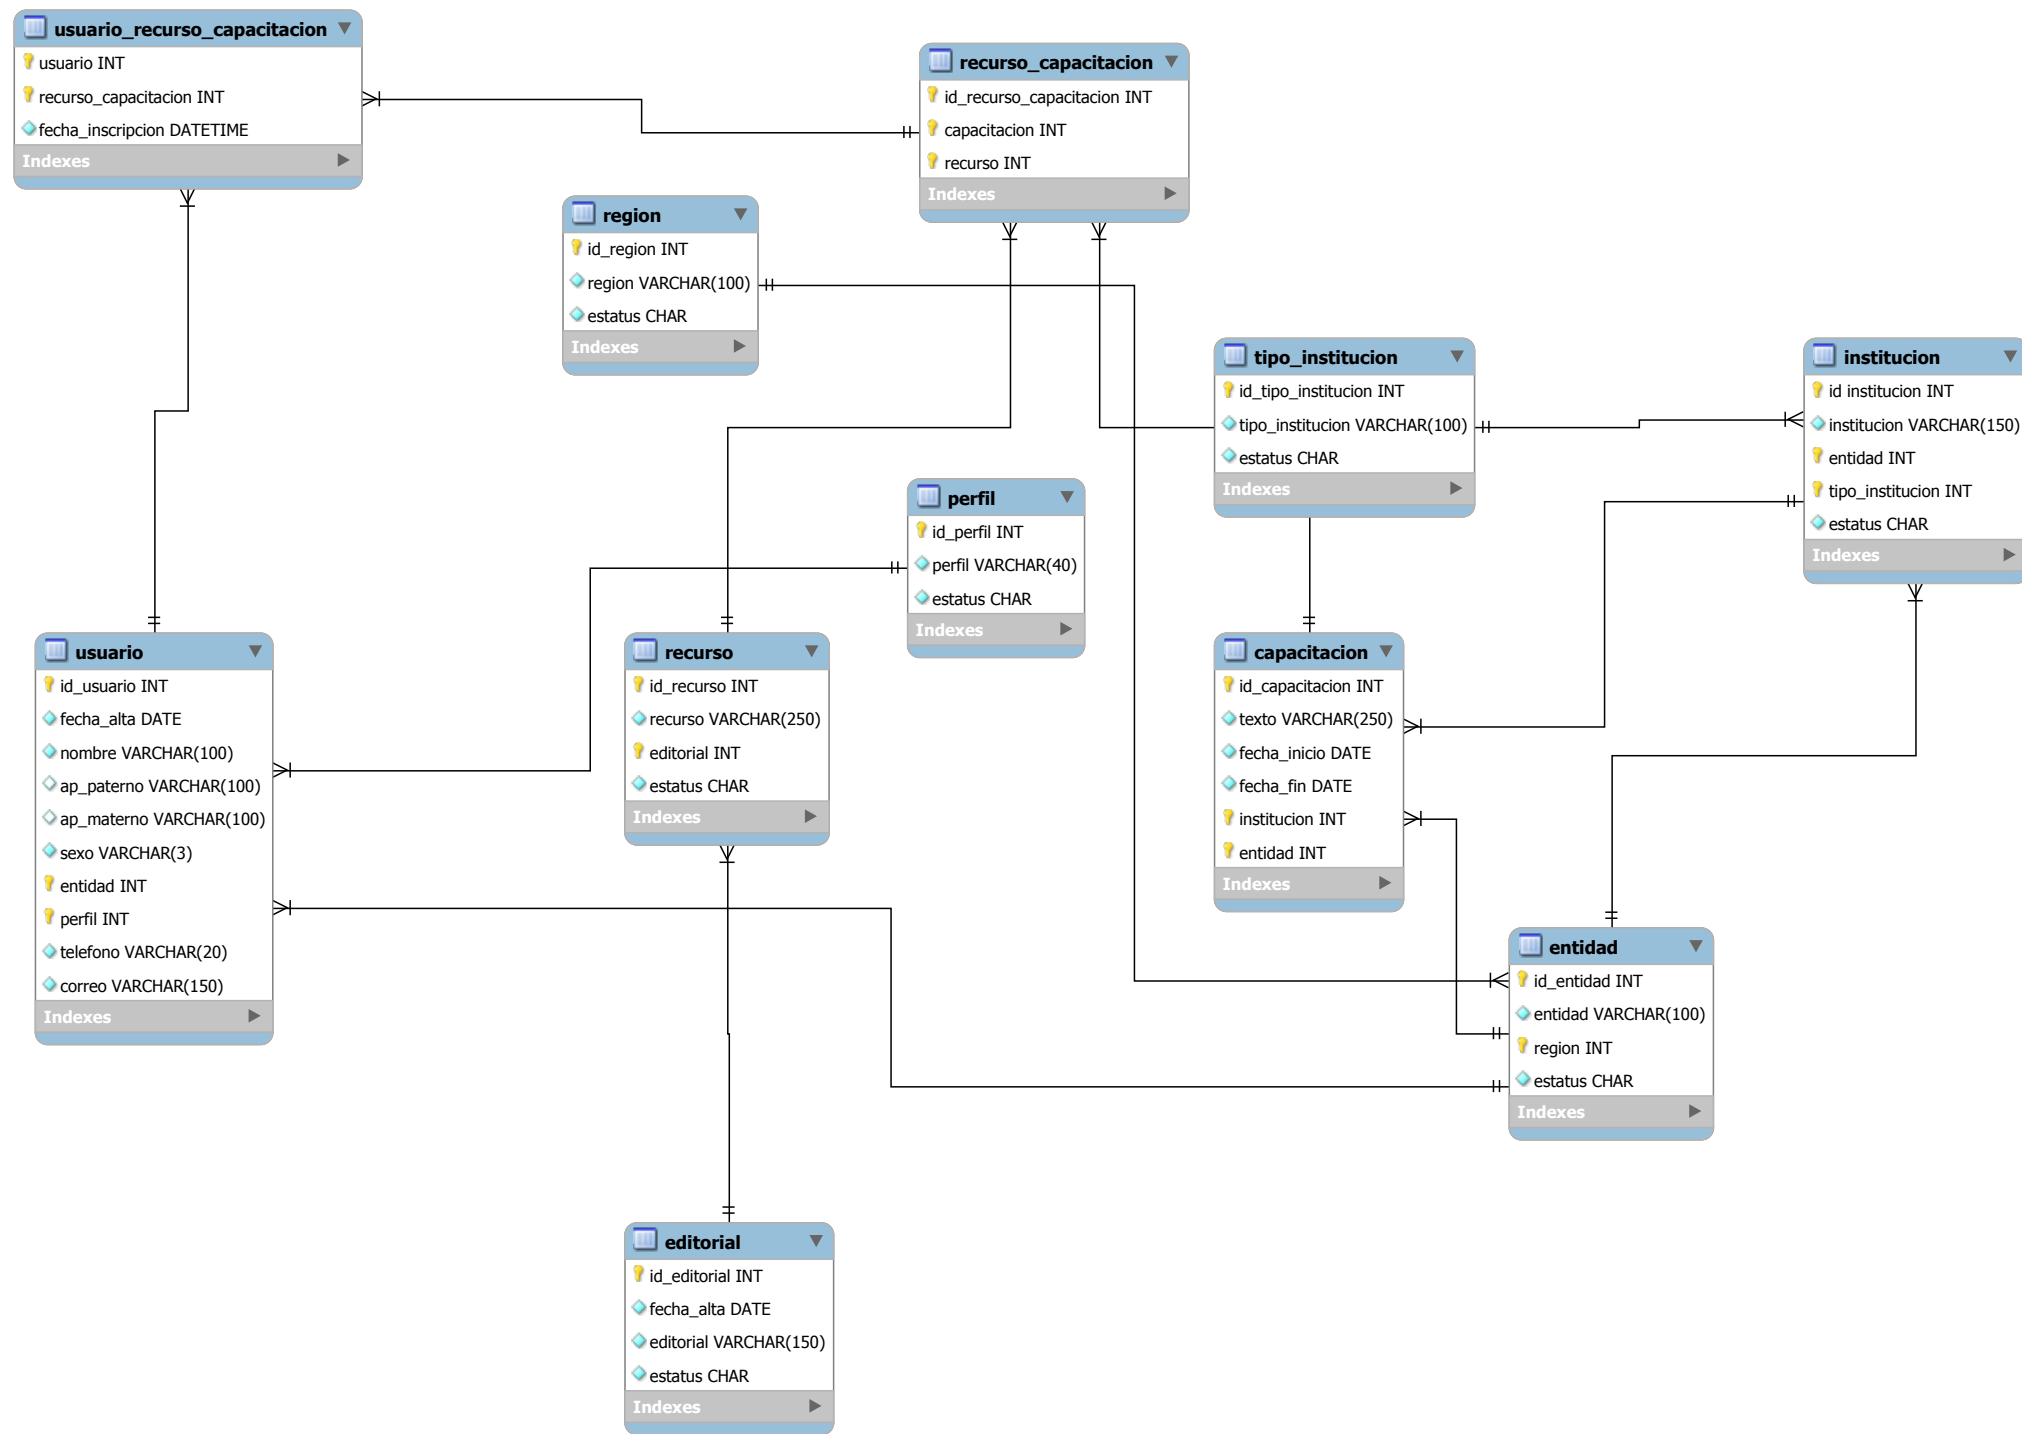 usuario_recurso_capacitacion
usuario INT
recurso_capacitacion INT
fecha_inscripcion DATETIME
Indexes
recurso_capacitacion
id_recurso_capacitacion INT
capacitacion INT
recurso INT
Indexes
region
id_region INT
region VARCHAR(100)
estatus CHAR
Indexes
tipo_institucion
id_tipo_institucion INT
tipo_institucion VARCHAR(100)
estatus CHAR
Indexes
institucion
id institucion INT
institucion VARCHAR(150)
entidad INT
tipo_institucion INT
estatus CHAR
Indexes
perfil
id_perfil INT
perfil VARCHAR(40)
estatus CHAR
Indexes
usuario
id_usuario INT
fecha_alta DATE
nombre VARCHAR(100)
ap_paterno VARCHAR(100)
ap_materno VARCHAR(100)
sexo VARCHAR(3)
entidad INT
perfil INT
telefono VARCHAR(20)
correo VARCHAR(150)
Indexes
recurso
id_recurso INT
recurso VARCHAR(250)
editorial INT
estatus CHAR
Indexes
capacitacion
id_capacitacion INT
texto VARCHAR(250)
fecha_inicio DATE
fecha_fin DATE
institucion INT
entidad INT
Indexes
entidad
id_entidad INT
entidad VARCHAR(100)
region INT
estatus CHAR
Indexes
editorial
id_editorial INT
fecha_alta DATE
editorial VARCHAR(150)
estatus CHAR
Indexes